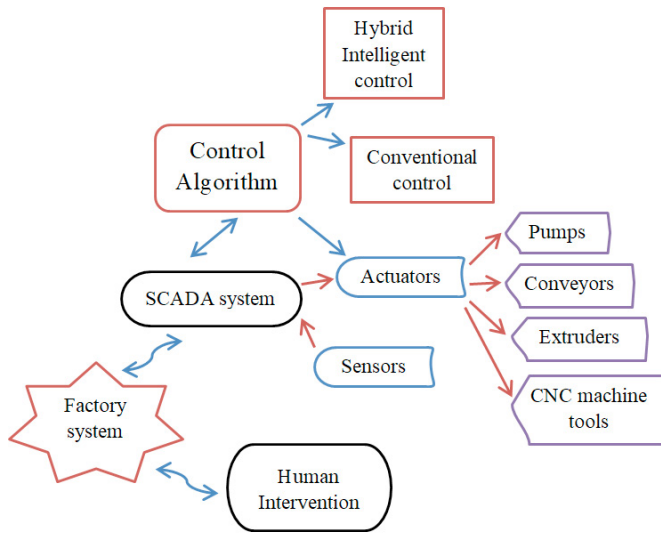 Hybrid
Intelligent
control
Control
Algorithm
Conventional
control
Pumps
Actuators
Conveyors
SCADA system
Extruders
Sensors
CNC machine
tools
Factory
system
Human
Intervention